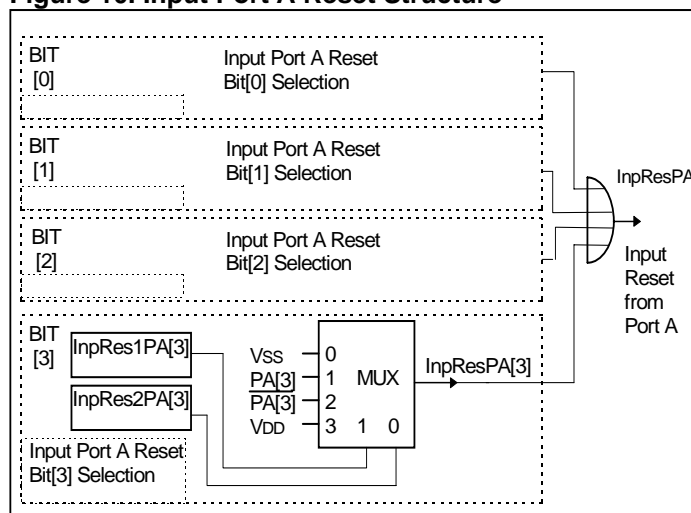 Figure 10. Input Port A Reset Structure
BIT
[0]
Input Port A Reset
Bit[0] Selection
BIT
[1]
Input Port A Reset
Bit[1] Selection
BIT
[2]
Input Port A Reset
Bit[2] Selection
InpResPA
Input
Reset
from
Port A
BIT
[3]
InpRes1PA[3]
InpRes2PA[3]
VSS
PA[3]
PA[3]
VDD
0
1
2
3
MUX
1 0
InpResPA[3]
Input Port A Reset
Bit[3] Selection